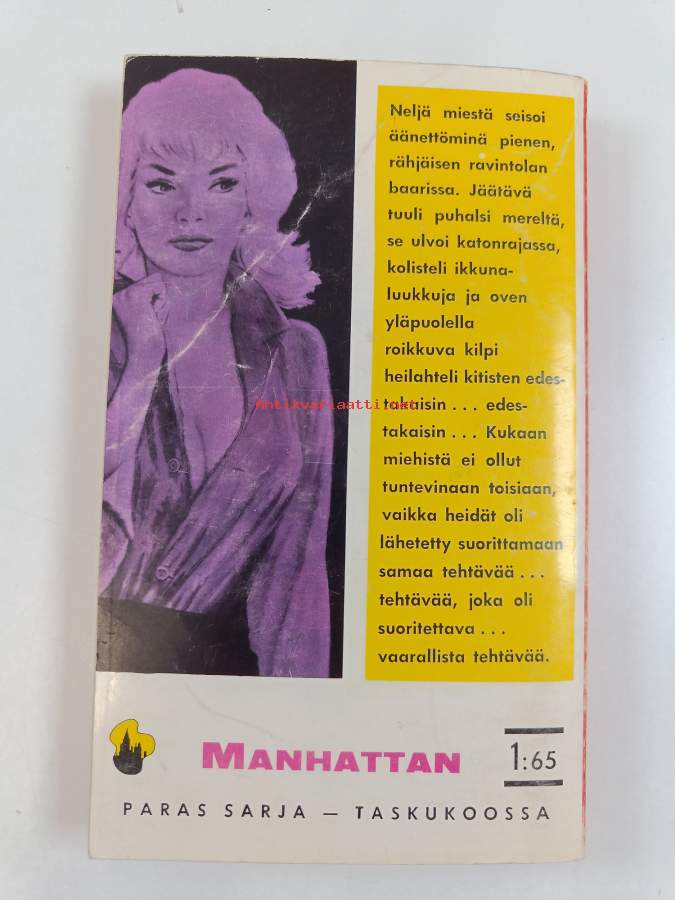 Neljä miestä seisoi
äänettöminä pienen,
rähjäisen ravintolan
baarissa. Jäätävä
tuuli puhalsi mereltä,
se ulvoi katonrajassa,
kolisteli ikkuna-
luukkuja ja oven
yläpuolella
roikkuva kilpi
heilahteli kitisten edes-
takaisin . . . edes-
takaisin . . . Kukaan
miehistä ei ollut
tuntevinaan toisiaan,
vaikka heidät oli
lähetetty suorittamaan
samaa tehtävää . . .
tehtävää, joka oli
suoritettava . . .
vaarallista tehtävää.
Antikvariaatti.net
MANHATTAN
1:65
PARAS SARJA — TASKUKOOSSA